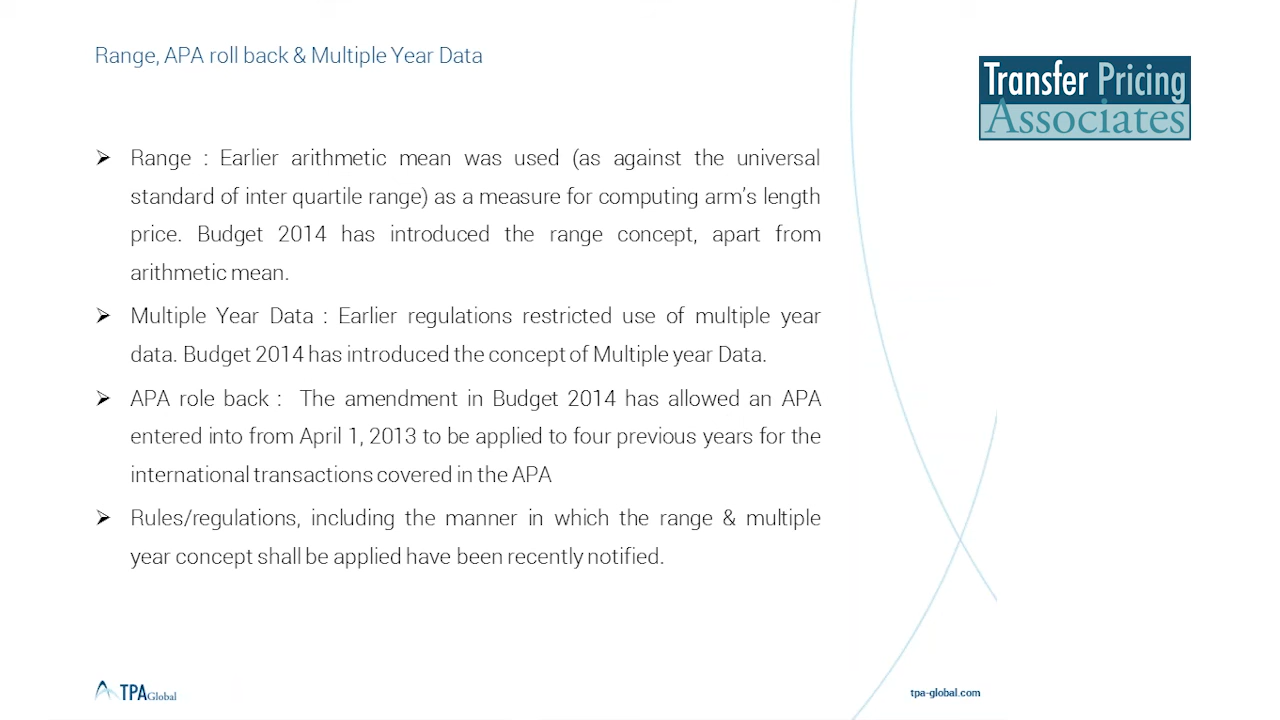 Range, APA roll back & Multiple Year Data
Transfer Pricing
Associates
➢ Range : Earlier arithmetic mean was used (as against the universal
standard of inter quartile range) as a measure for computing arm's length
price. Budget 2014 has introduced the range concept, apart from
arithmetic mean.
➢ Multiple Year Data : Earlier regulations restricted use of multiple year
data. Budget 2014 has introduced the concept of Multiple year Data.
➢ APA role back : The amendment in Budget 2014 has allowed an APA
entered into from April 1, 2013 to be applied to four previous years for the
international transactions covered in the APA
➢ Rules/regulations, including the manner in which the range & multiple
year concept shall be applied have been recently notified.
TPA Global
tpa-global.com